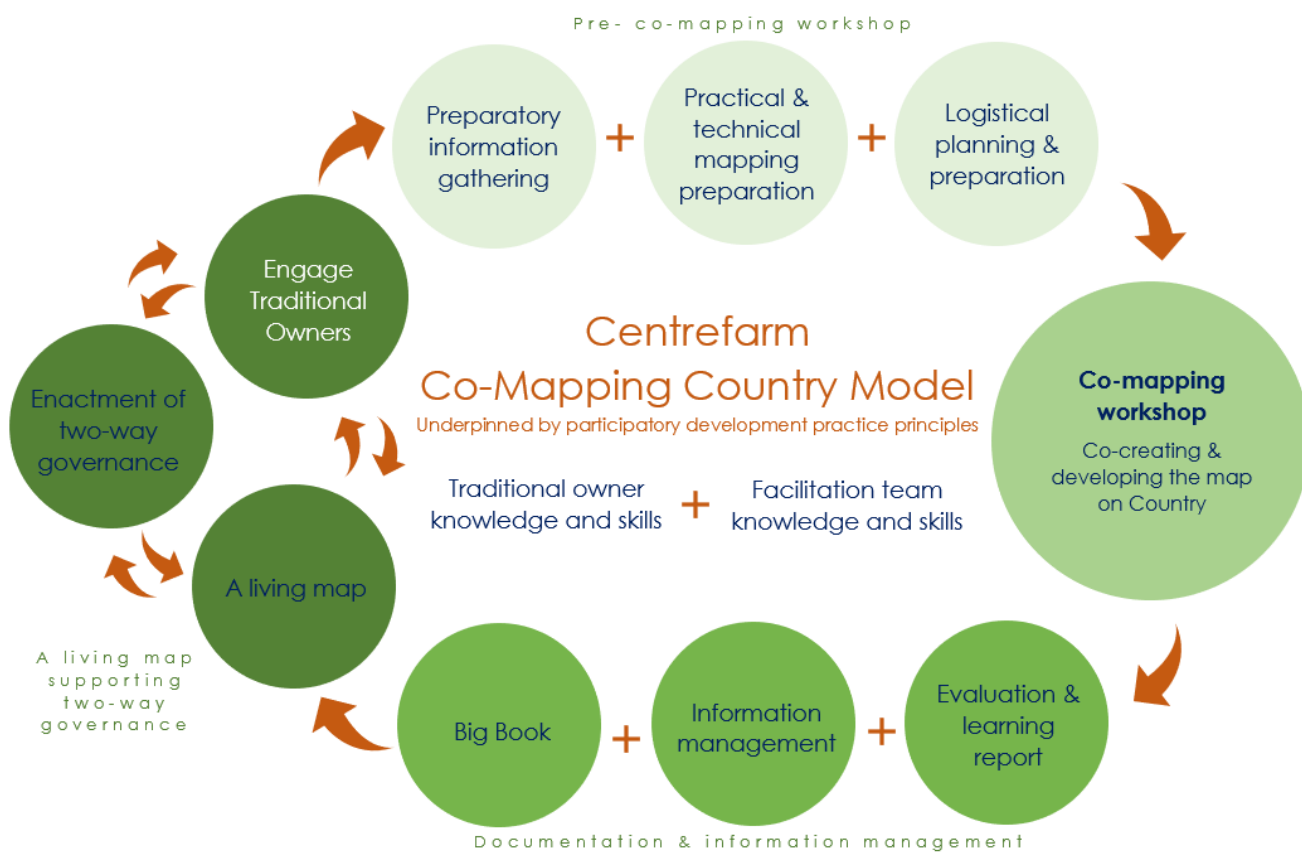 Pre- co-mapping workshop
Preparatory
information
gathering
+
Practical &
technical
mapping
preparation
+
Logistical
planning &
preparation
Engage
Traditional
Owners
Enactment of
two-way
governance
A living map
A living map
supporting
two-way
governance
Centrefarm
Co-Mapping Country Model
Underpinned by participatory development practice principles
Traditional owner
knowledge and skills
+
Facilitation team
knowledge and skills
Co-mapping
workshop
Co-creating &
developing the map
on Country
Big Book
+
Information
management
+
Evaluation &
learning
report
Documentation & information management